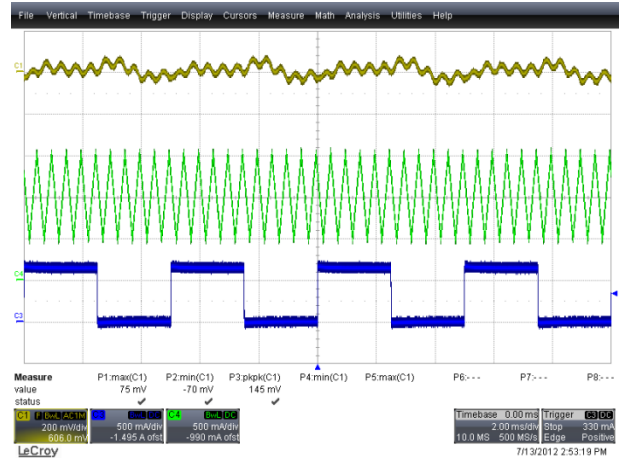 File Vertical Timebase Trigger Display Cursors Measure Math Analysis Utilities Help
C1
C4
C3
Measure P1:max(C1) P2:min(C1) P3:pkpk(C1) P4:min(C1) P5:max(C1) P6:--- P7:--- P8:---
value 75 mV -70 mV 145 mV
status
C1 F BwL AC1M
200 mV/div
606.0 mV
500 mA/div
-1.495 A ofst
C4 BwL DC
500 mA/div
-990 mA ofst
Timebase 0.00 ms
2.00 ms/div
10.0 MS 500 MS/s
Trigger C3 DC
Stop 330 mA
Edge Positive
LeCroy
7/13/2012 2:53:19 PM